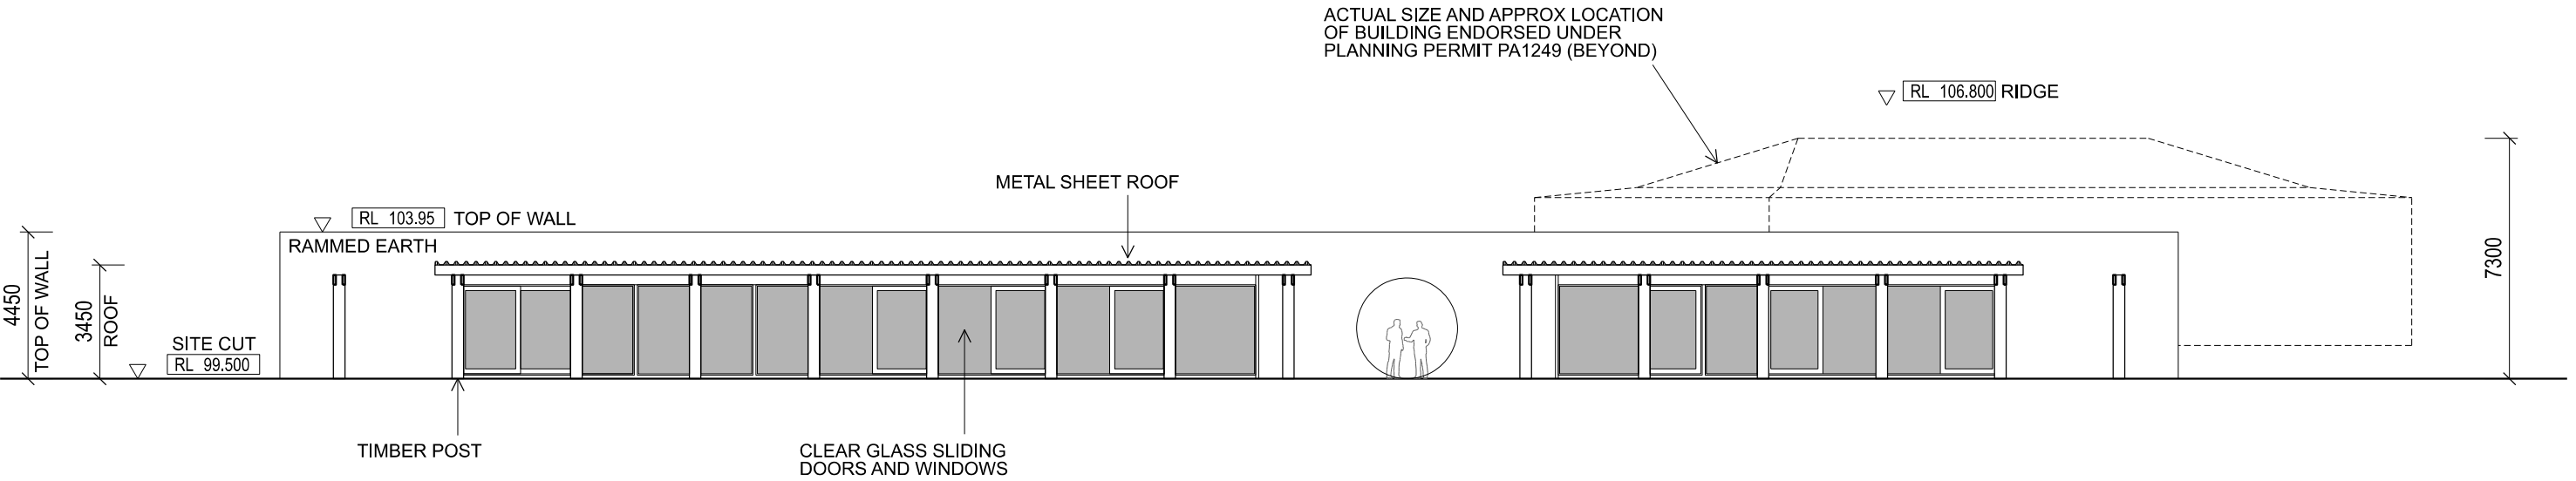 ACTUAL SIZE AND APPROX LOCATION
OF BUILDING ENDORSED UNDER
PLANNING PERMIT PA1249 (BEYOND)
RL 106.800 RIDGE
METAL SHEET ROOF
RL 103.95 TOP OF WALL
RAMMED EARTH
4450
TOP OF WALL
3450
ROOF
SITE CUT
RL 99.500
7300
TIMBER POST
CLEAR GLASS SLIDING
DOORS AND WINDOWS